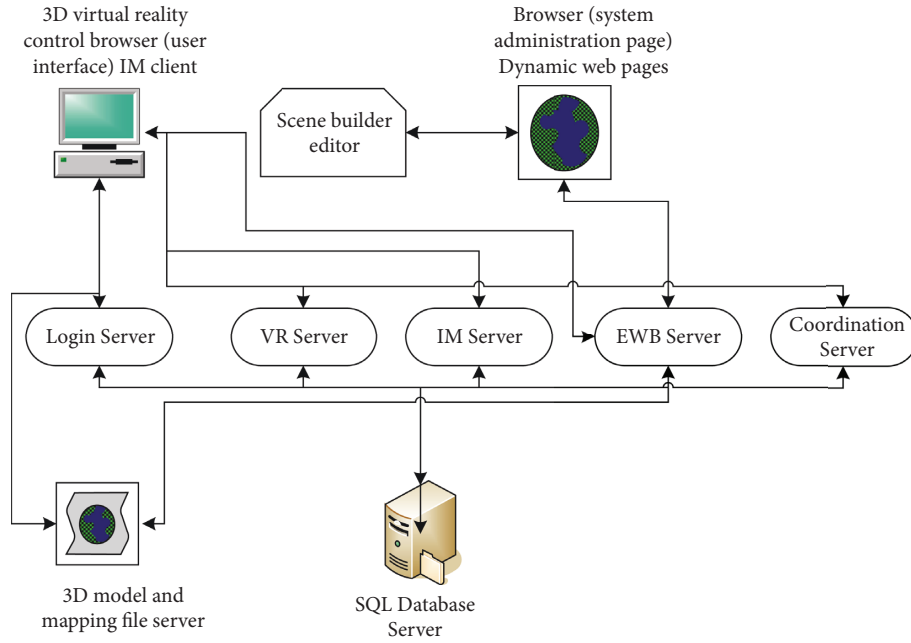 3D virtual reality
control browser (user
interface) IM client
Browser (system
administration page)
Dynamic web pages
Scene builder
editor
Login Server
VR Server
IM Server
EWB Server
Coordination
Server
3D model and
mapping file server
SQL Database
Server